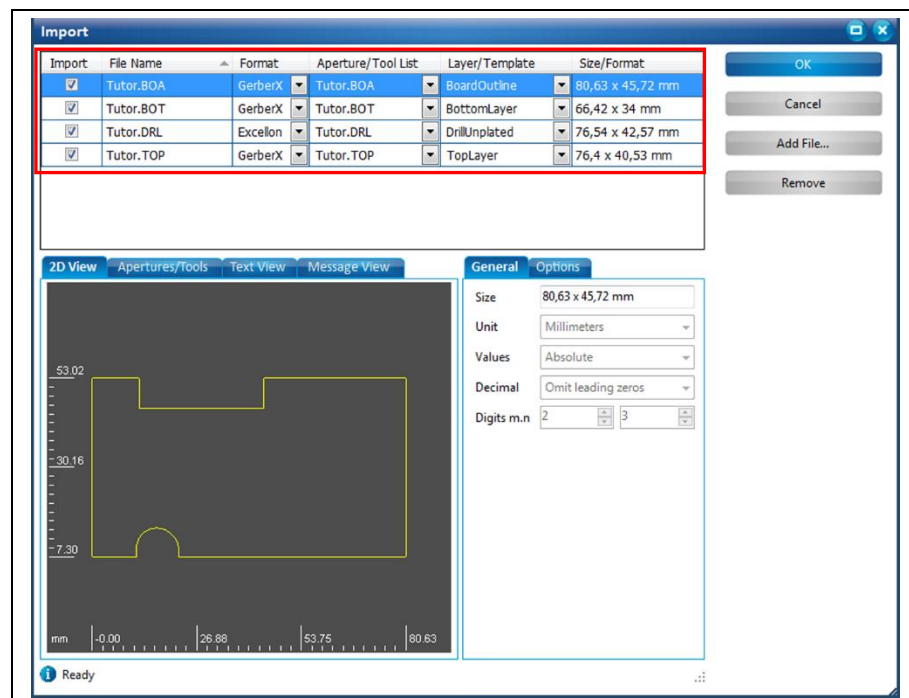 Import
Import File Name Format Aperture/Tool List Layer/Template Size/Format
Tutor.BOA GerberX Tutor.BOA BoardOutline 80,63 x 45,72 mm
Tutor.BOT GerberX Tutor.BOT BottomLayer 66,42 x 34 mm
Tutor.DRL Excellon Tutor.DRL DrillUnplated 76,54 x 42,57 mm
Tutor.TOP GerberX Tutor.TOP TopLayer 76,4 x 40,53 mm
OK
Cancel
Add File...
Remove
2D View Apertures/Tools Text View Message View
53.02
30.16
7.30
mm -0.00 26.88 53.75 80.63
General Options
Size 80,63 x 45,72 mm
Unit Millimeters
Values Absolute
Decimal Omit leading zeros
Digits m.n 2 3
Ready